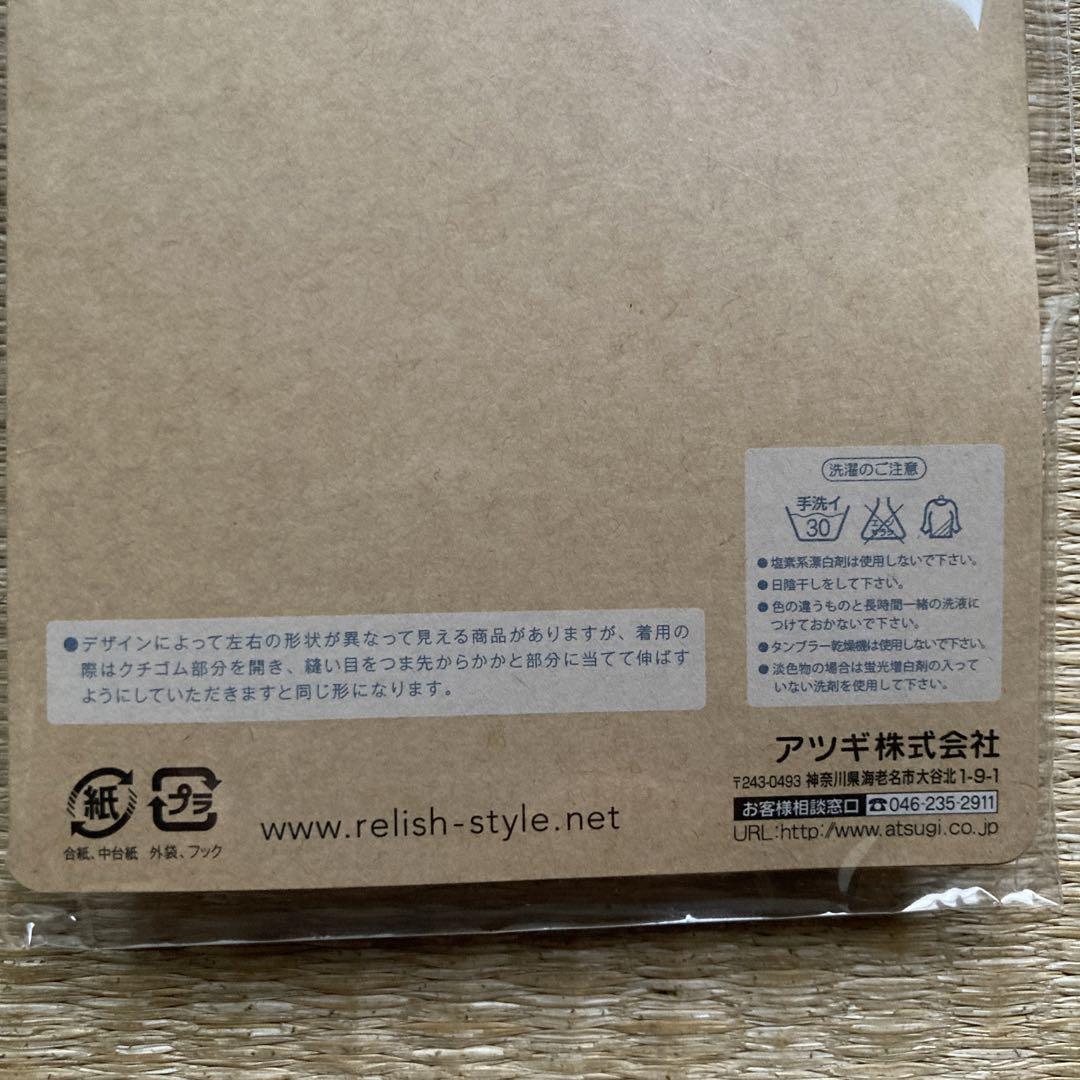 洗濯のご注意
手洗イ
30
エンソ
サラシ
●塩素系漂白剤は使用しないで下さい。
●日陰干しをして下さい。
●色の違うものと長時間一緒の洗液に
つけておかないで下さい。
●タンブラー乾燥機は使用しないで下さい。
●淡色物の場合は蛍光増白剤の入って
いない洗剤を使用して下さい。
●デザインによって左右の形状が異なって見える商品がありますが、着用の
際はクチゴム部分を開き、縫い目をつま先からかかと部分に当てて伸ばす
ようにしていただきますと同じ形になります。
アツギ株式会社
〒243-0493 神奈川県海老名市大谷北1-9-1
お客様相談窓口 ☎046-235-2911
URL:http://www.atsugi.co.jp
紙 プラ
合紙、中台紙 外袋、フック
www.relish-style.net